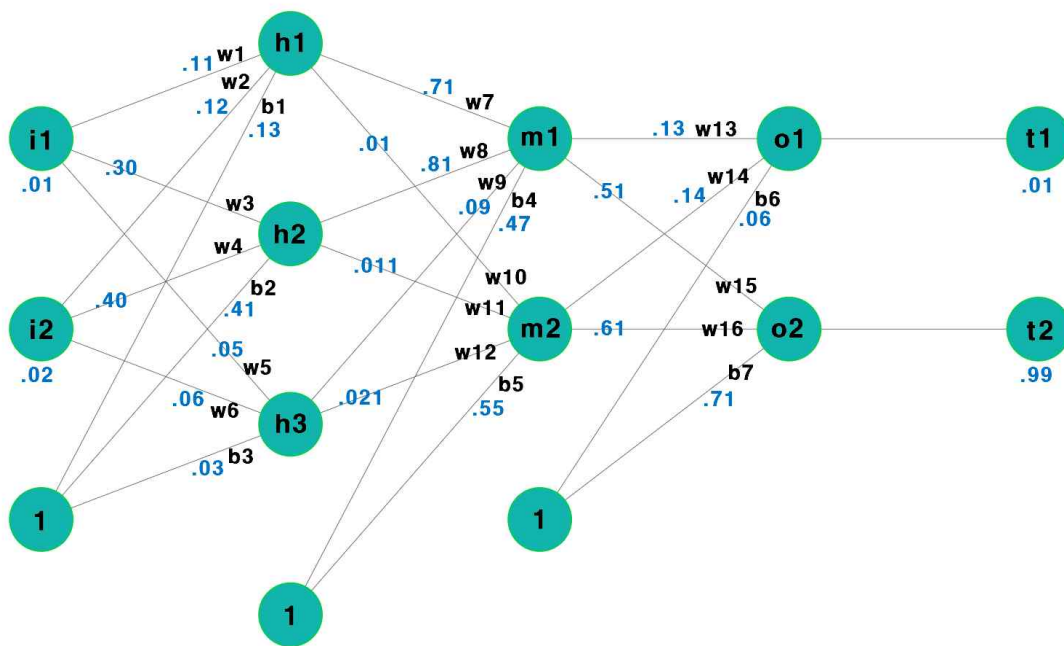 h1
w1
.11
w2
.12
b1
.13
.71
w7
i1
.01
.30
.01
w8
.81
m1
.13
w13
o1
t1
.01
w3
w9
.09
b4
.47
.51
w14
.14
b6
.06
h2
w4
b2
.011
w10
w15
i2
.02
.40
.41
w11
m2
.61
w16
o2
t2
.99
.05
w5
w12
b5
.55
b7
.71
.06
w6
h3
.021
.03
b3
1
1
1